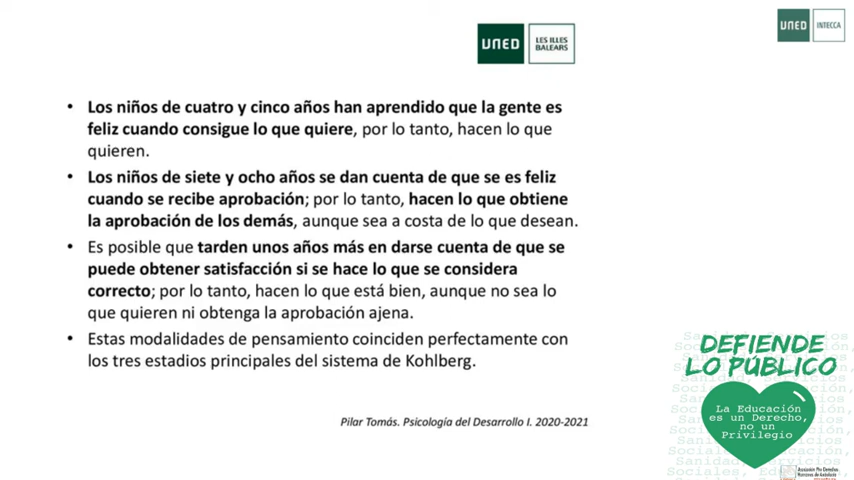 UNED
LES ILLES
BALEARS
UNED
INTECCA
• Los niños de cuatro y cinco años han aprendido que la gente es
feliz cuando consigue lo que quiere, por lo tanto, hacen lo que
quieren.
• Los niños de siete y ocho años se dan cuenta de que se es feliz
cuando se recibe aprobación; por lo tanto, hacen lo que obtiene
la aprobación de los demás, aunque sea a costa de lo que desean.
• Es posible que tarden unos años más en darse cuenta de que se
puede obtener satisfacción si se hace lo que se considera
correcto; por lo tanto, hacen lo que está bien, aunque no sea lo
que quieren ni obtenga la aprobación ajena.
• Estas modalidades de pensamiento coinciden perfectamente con
los tres estadios principales del sistema de Kohlberg.
Pilar Tomás. Psicología del Desarrollo I. 2020-2021
DEFIENDE
LO PÚBLICO
La Educación
es un Derecho,
no un
Privilegio